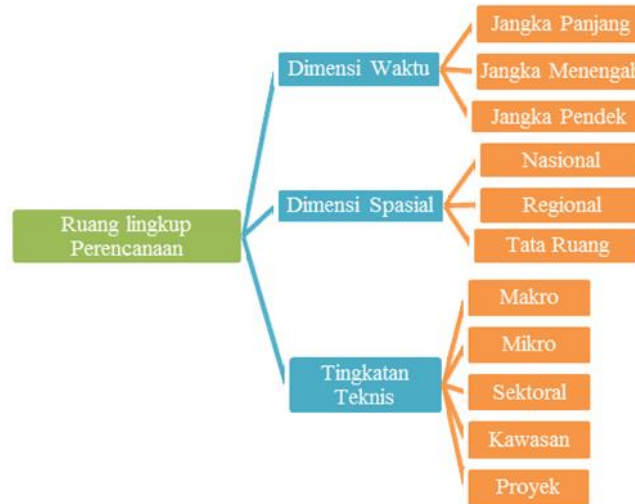 Ruang lingkup
Perencanaan
Dimensi Waktu
Jangka Panjang
Jangka Menengah
Jangka Pendek
Dimensi Spasial
Nasional
Regional
Tata Ruang
Tingkatan
Teknis
Makro
Mikro
Sektoral
Kawasan
Proyek